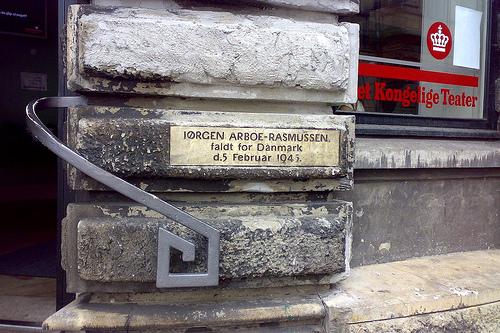 et Kongelige Teater
JØRGEN ARBOE-RASMUSSEN.
faldt for Danmark
d.5 Februar 1945.